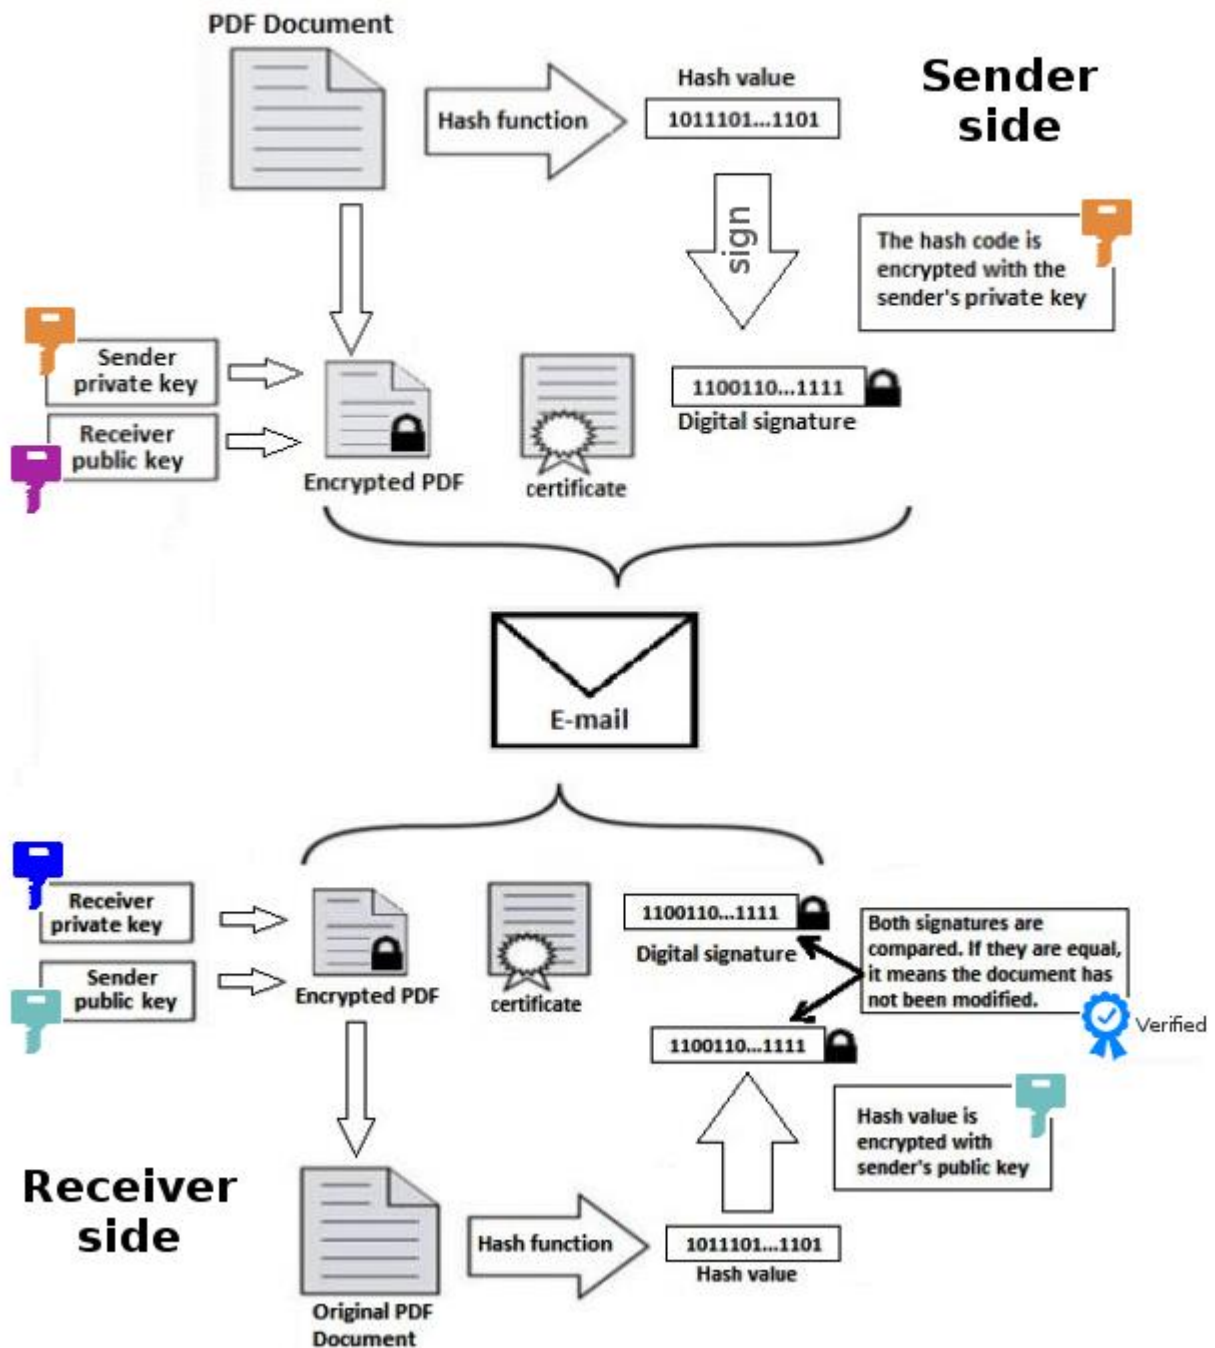 PDF Document
Hash function
Hash value
1011101...1101
Sender
side
sign
The hash code is
encrypted with the
sender's private key
Sender
private key
Receiver
public key
Encrypted PDF
certificate
1100110...1111
Digital signature
E-mail
Receiver
private key
Sender
public key
Encrypted PDF
certificate
1100110...1111
Digital signature
Both signatures are
compared. If they are equal,
it means the document has
not been modified.
Verified
1100110...1111
Hash value is
encrypted with
sender's public key
Receiver
side
Original PDF
Document
Hash function
1011101...1101
Hash value